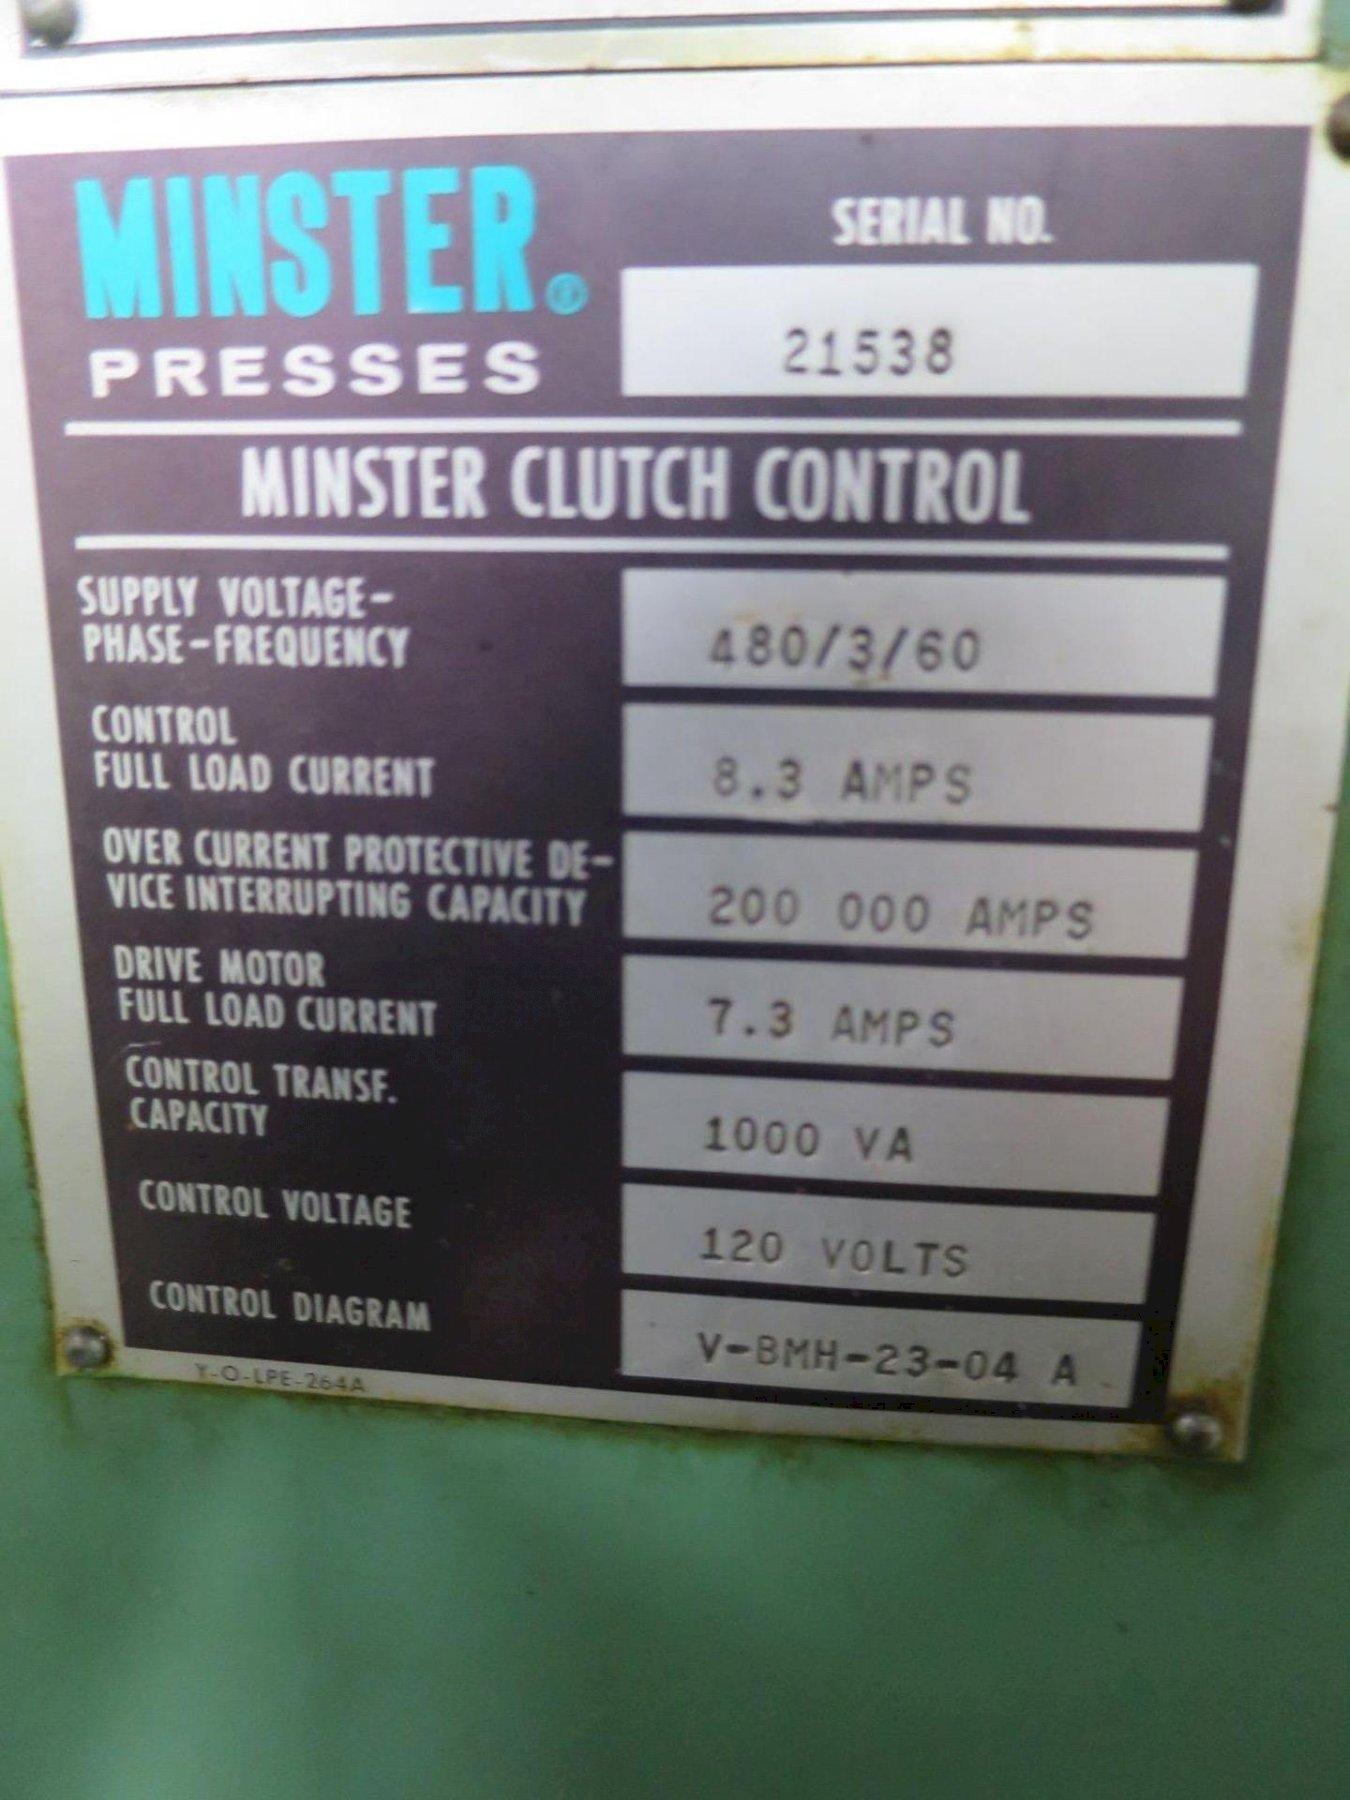 MINSTER®
PRESSES
SERIAL NO.
21538
MINSTER CLUTCH CONTROL
SUPPLY VOLTAGE-
PHASE-FREQUENCY
480/3/60
CONTROL
FULL LOAD CURRENT
8.3 AMPS
OVER CURRENT PROTECTIVE DE-
VICE INTERRUPTING CAPACITY
200 000 AMPS
DRIVE MOTOR
FULL LOAD CURRENT
7.3 AMPS
CONTROL TRANSF.
CAPACITY
1000 VA
CONTROL VOLTAGE
120 VOLTS
CONTROL DIAGRAM
V-BMH-23-04 A
Y-O-LPE-264A